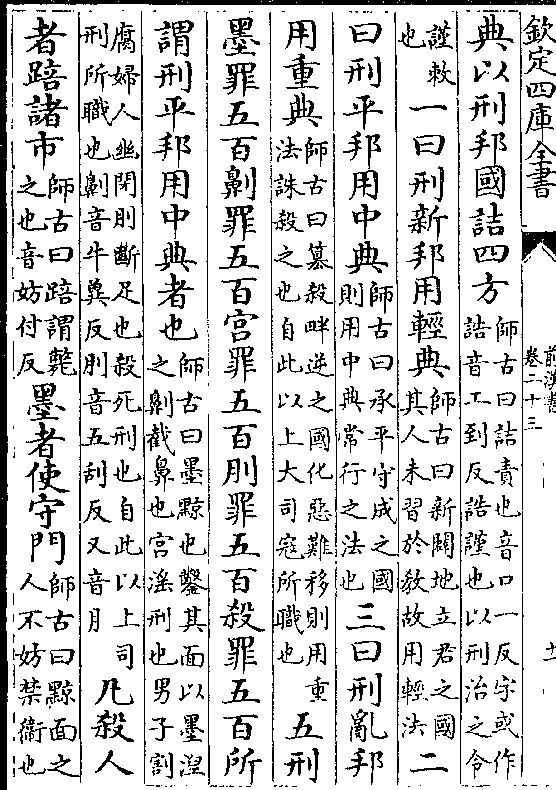 欽定四庫全書
前漢書
卷二十三
十一
典以刑邦國詰四方師古曰詰責也音口一反字或作誥音工到反誥謹也以刑治之令
謹敕也一曰刑新邦用輕典師古曰新闢地立君之國其人未習於教故用輕法二
曰刑平邦用中典師古曰承平守成之國則用中典常行之法也三曰刑亂邦
用重典師古曰篡殺畔逆之國化惡難移則用重法誅殺之也自此以上大司寇所職也五刑
墨罪五百劓罪五百宫罪五百刖罪五百殺罪五百所
謂刑平邦用中典者也師古曰墨黥也鑿其面以墨湼之劓截鼻也宫淫刑也男子割
腐婦人幽閉刖斷足也殺死刑也自此以上司刑所職也劓音牛冀反刖音五刮反又音月凡殺人
者踣諸市師古曰踣謂斃之也音妨付反墨者使守門師古曰黥面之人不妨禁衞也